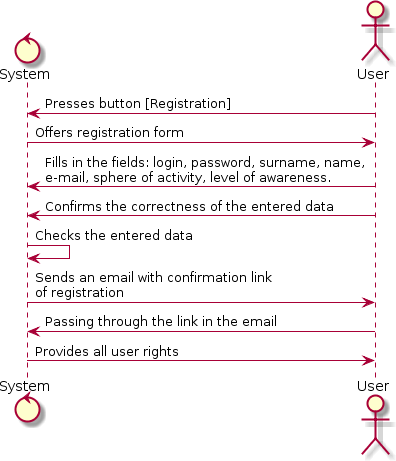 System
User
Presses button [Registration]
Offers registration form
Fills in the fields: login, password, surname, name,
e-mail, sphere of activity, level of awareness.
Confirms the correctness of the entered data
Checks the entered data
Sends an email with confirmation link
of registration
Passing through the link in the email
Provides all user rights
System
User